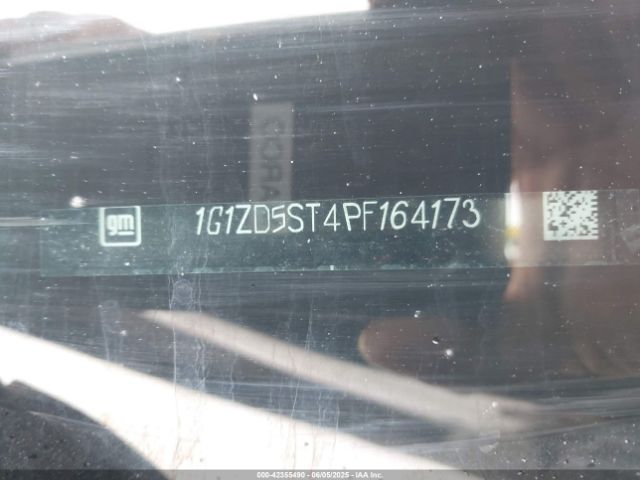 gm 1G1ZD5ST4PF164173
000-42355490 - 06/05/2025 - IAA Inc.